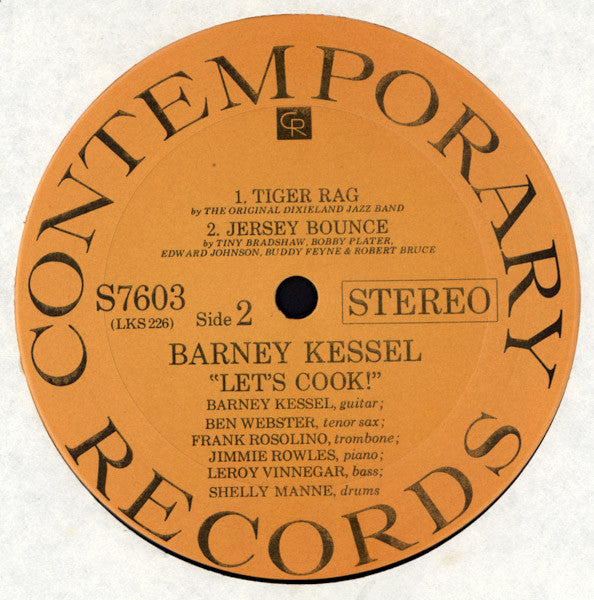 CONTEMPORARY
CR
1. TIGER RAG
by THE ORIGINAL DIXIELAND JAZZ BAND
2. JERSEY BOUNCE
by TINY BRADSHAW, BOBBY PLATER,
EDWARD JOHNSON, BUDDY FEYNE & ROBERT BRUCE
S7603
(LKS 226)
Side 2
STEREO
BARNEY KESSEL
"LET'S COOK!"
BARNEY KESSEL, guitar;
BEN WEBSTER, tenor sax;
FRANK ROSOLINO, trombone;
JIMMIE ROWLES, piano;
LEROY VINNEGAR, bass;
SHELLY MANNE, drums
RECORDS